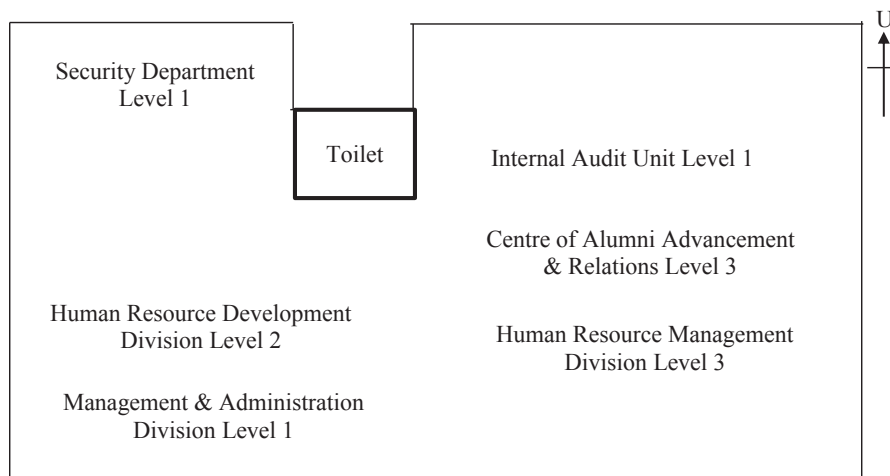 U
Security Department
Level 1
Toilet
Internal Audit Unit Level 1
Centre of Alumni Advancement
& Relations Level 3
Human Resource Development
Division Level 2
Human Resource Management
Division Level 3
Management & Administration
Division Level 1